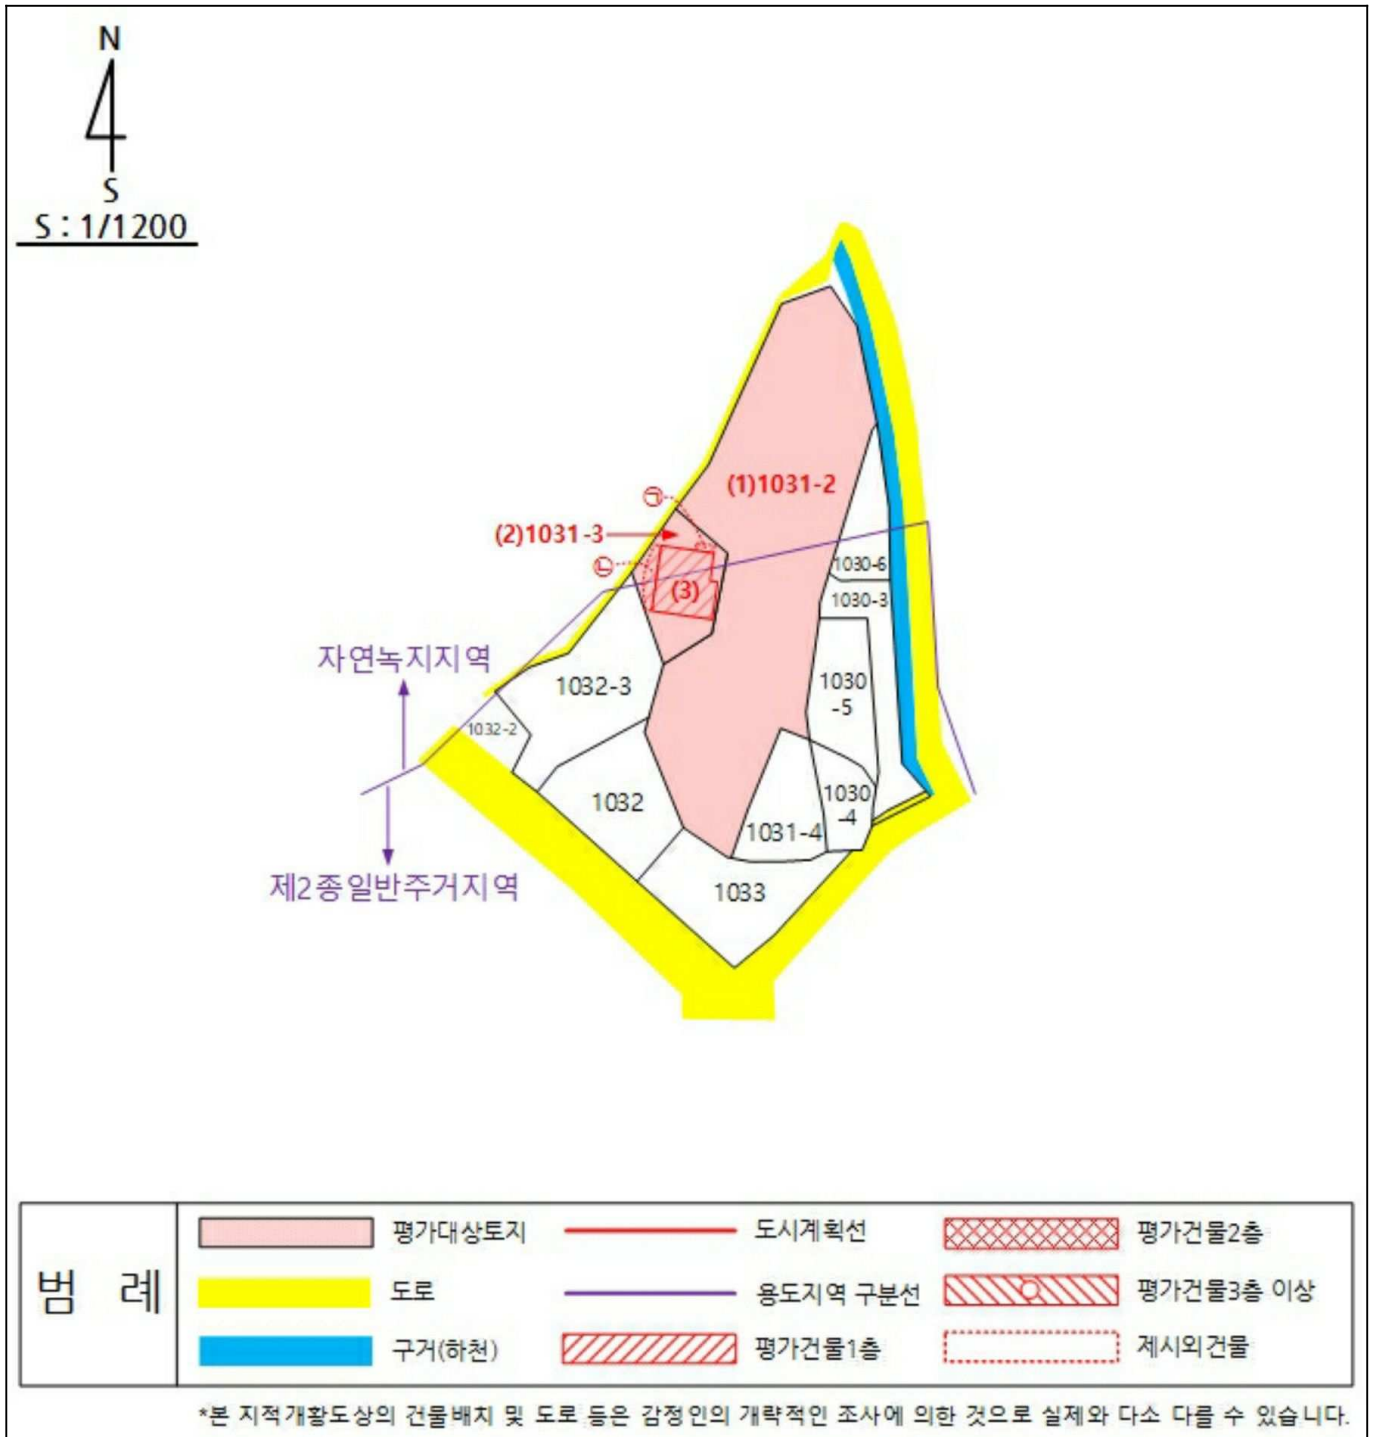 N
S
S : 1/1200
(1)1031-2
㉠
(2)1031-3
㉡
(3)
1030-6
1030-3
자연녹지지역
1032-3
1030
-5
1032-2
1032
1030
-4
1031-4
제2종일반주거지역
1033
범 례
평가대상토지
도시계획선
평가건물2층
도로
용도지역 구분선
평가건물3층 이상
구거(하천)
평가건물1층
제시외건물
*본 지적개황도상의 건물배치 및 도로 등은 감정인의 개략적인 조사에 의한 것으로 실제와 다소 다를 수 있습니다.